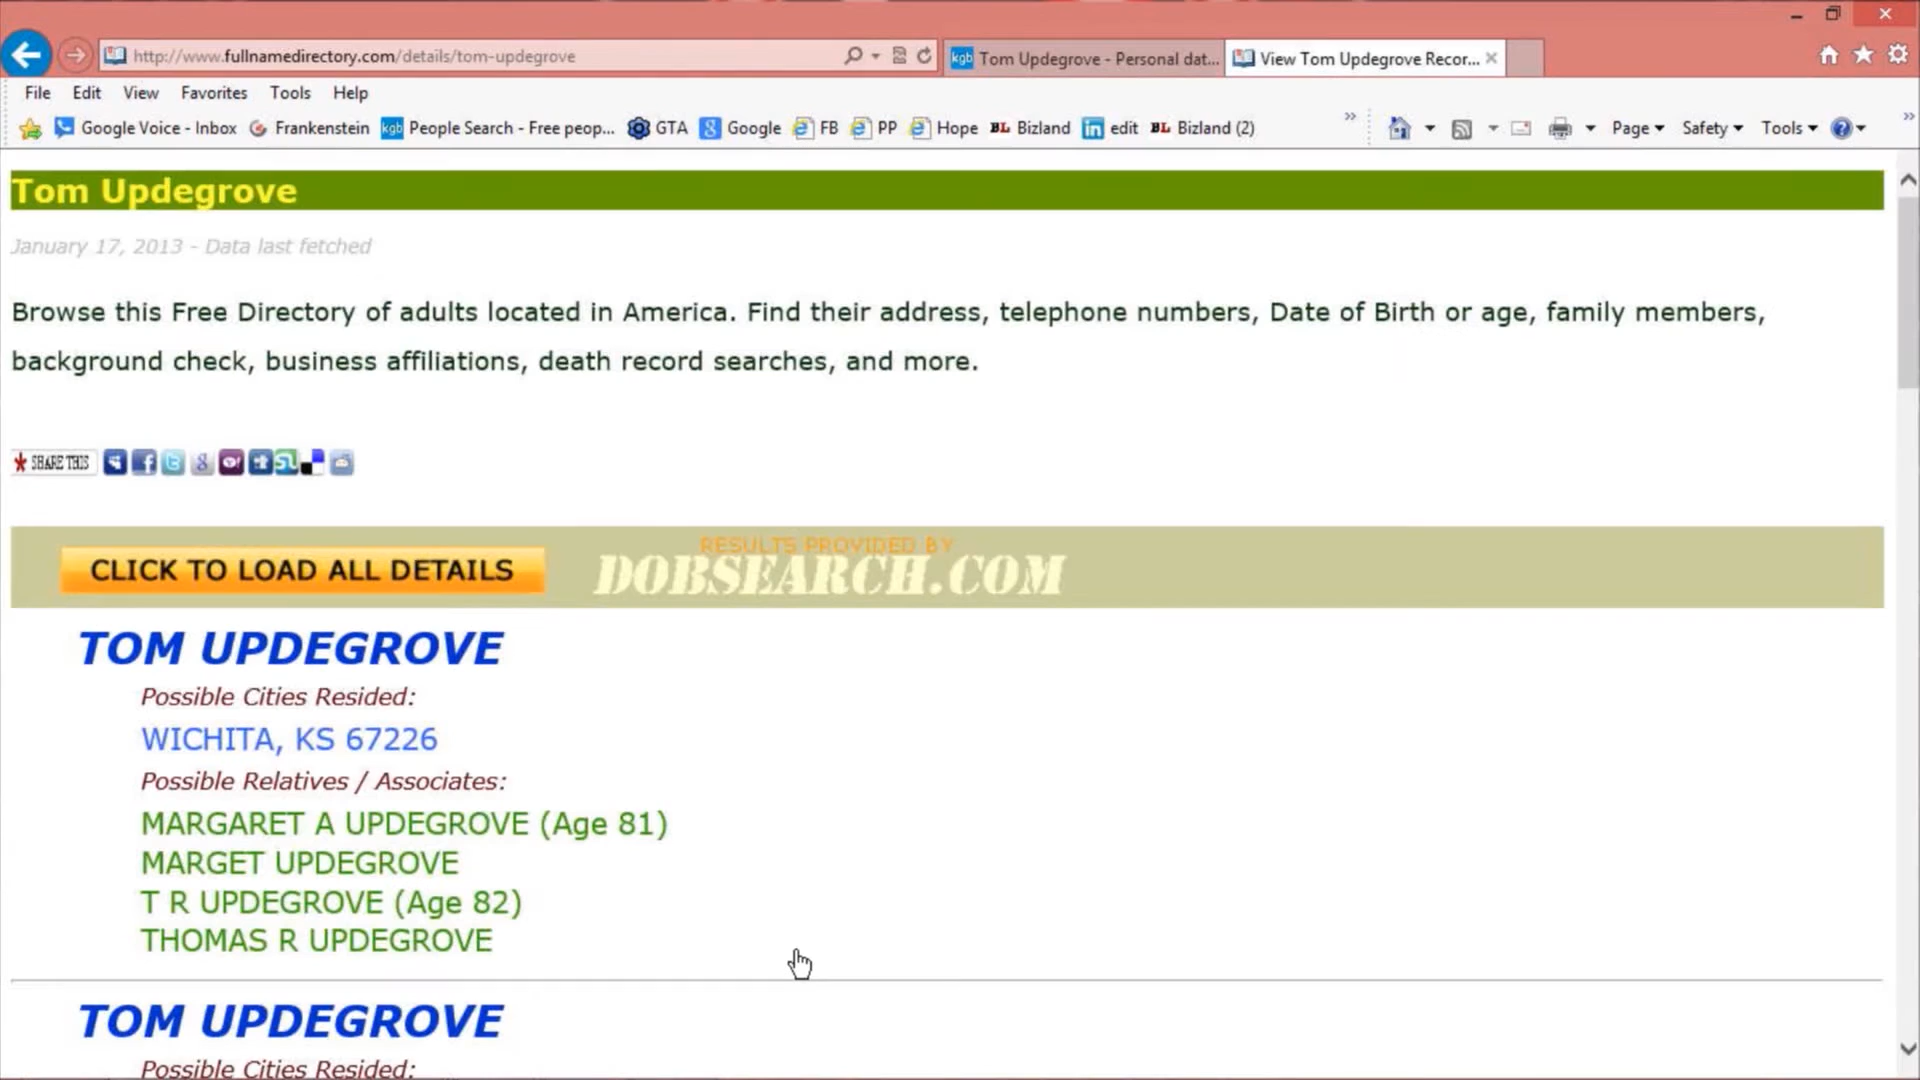 http://www.fullnamedirectory.com/details/tom-updegrove
kgb Tom Updegrove - Personal dat...
View Tom Updegrove Recor...
File Edit View Favorites Tools Help
Google Voice - Inbox Frankenstein kgb People Search - Free peop... GTA Google FB PP Hope BL Bizland in edit BL Bizland (2) Page Safety Tools
Tom Updegrove
January 17, 2013 - Data last fetched
Browse this Free Directory of adults located in America. Find their address, telephone numbers, Date of Birth or age, family members,
background check, business affiliations, death record searches, and more.
SHARE THIS
CLICK TO LOAD ALL DETAILS
RESULTS PROVIDED BY
DOBSEARCH.COM
TOM UPDEGROVE
Possible Cities Resided:
WICHITA, KS 67226
Possible Relatives / Associates:
MARGARET A UPDEGROVE (Age 81)
MARGET UPDEGROVE
T R UPDEGROVE (Age 82)
THOMAS R UPDEGROVE
TOM UPDEGROVE
Possible Cities Resided: